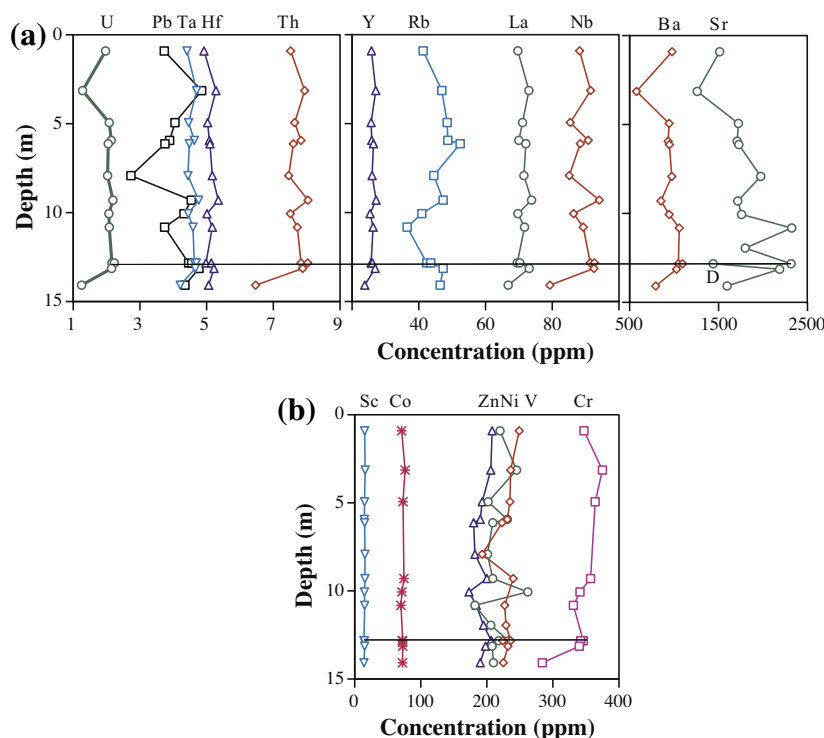 (a)
U Pb Ta Hf Th Y Rb La Nb Ba Sr
0
5
10
15
Depth (m)
D
1 3 5 7 9 40 60 80 500 1500 2500
Concentration (ppm)
(b)
Sc Co Zn Ni V Cr
0
5
10
15
Depth (m)
0 100 200 300 400
Concentration (ppm)